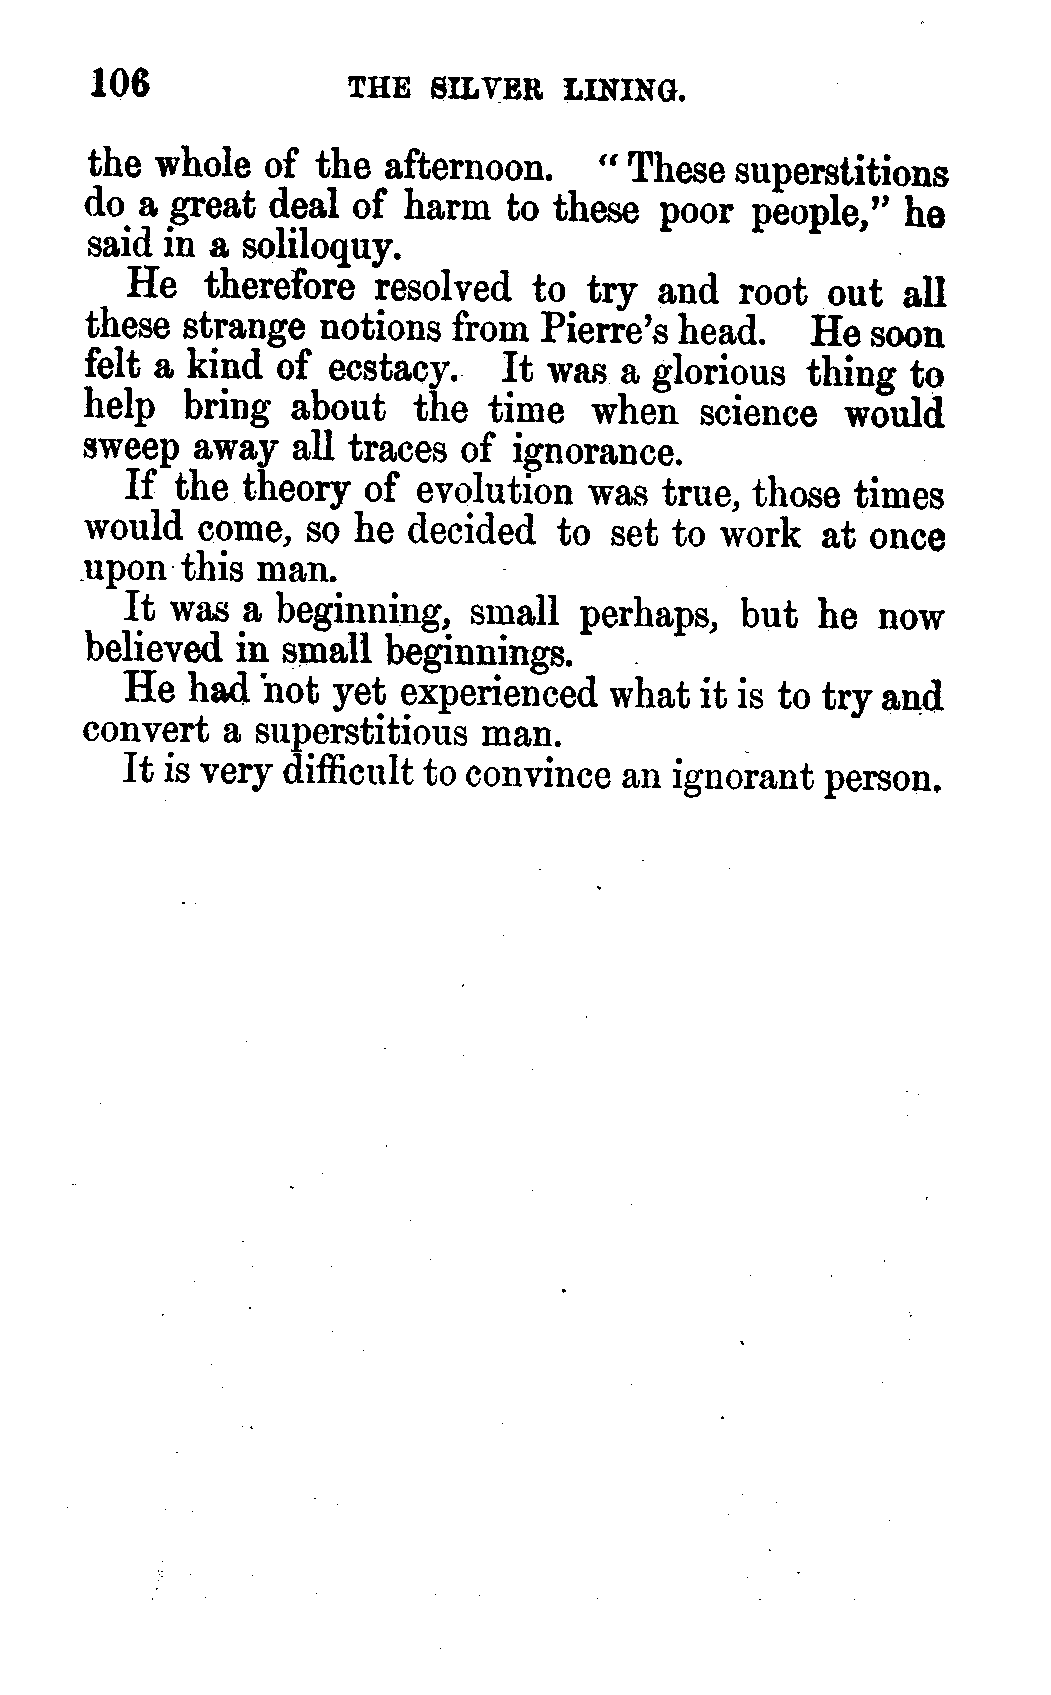 106 THE SILVER LINING.
the whole of the afternoon. “These superstitions
do a great deal of harm to these poor people,” he
said in a soliloquy.
He therefore resolved to try and root out all
these strange notions from Pierre’s head. He soon
felt a kind of ecstacy. It was a glorious thing to
help bring about the time when science would
sweep away all traces of ignorance.
If the theory of evolution was true, those times
would come, so he decided to set to work at once
upon this man.
It was a beginning, small perhaps, but he now
believed in small beginnings.
He had not yet experienced what it is to try and
convert a superstitious man.
It is very difficult to convince an ignorant person.